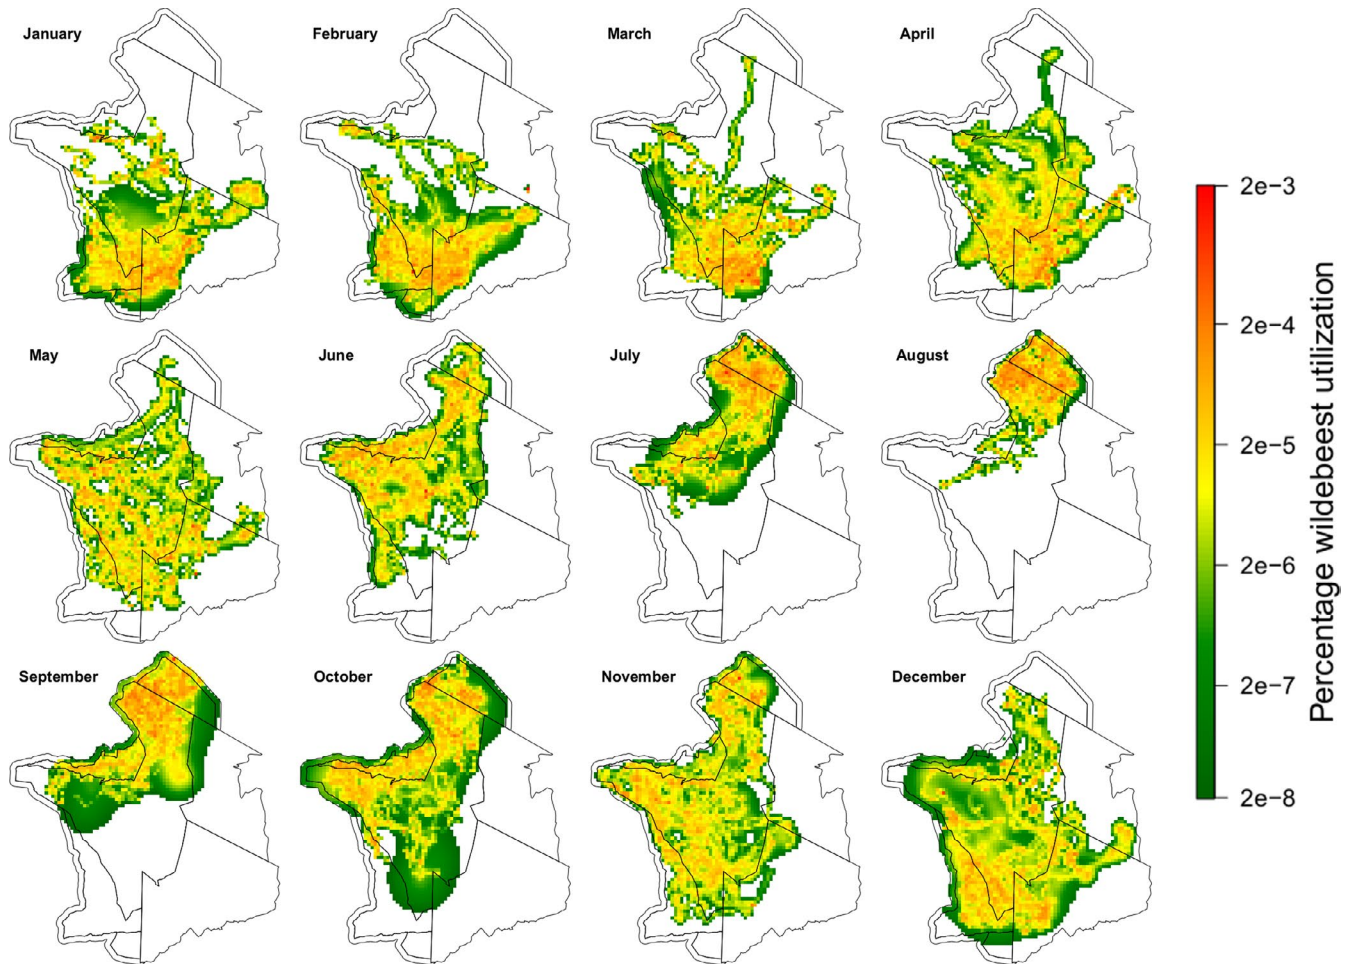 January
February
March
April
May
June
July
August
September
October
November
December
2e−3
2e−4
2e−5
2e−6
2e−7
2e−8
Percentage wildebeest utilization